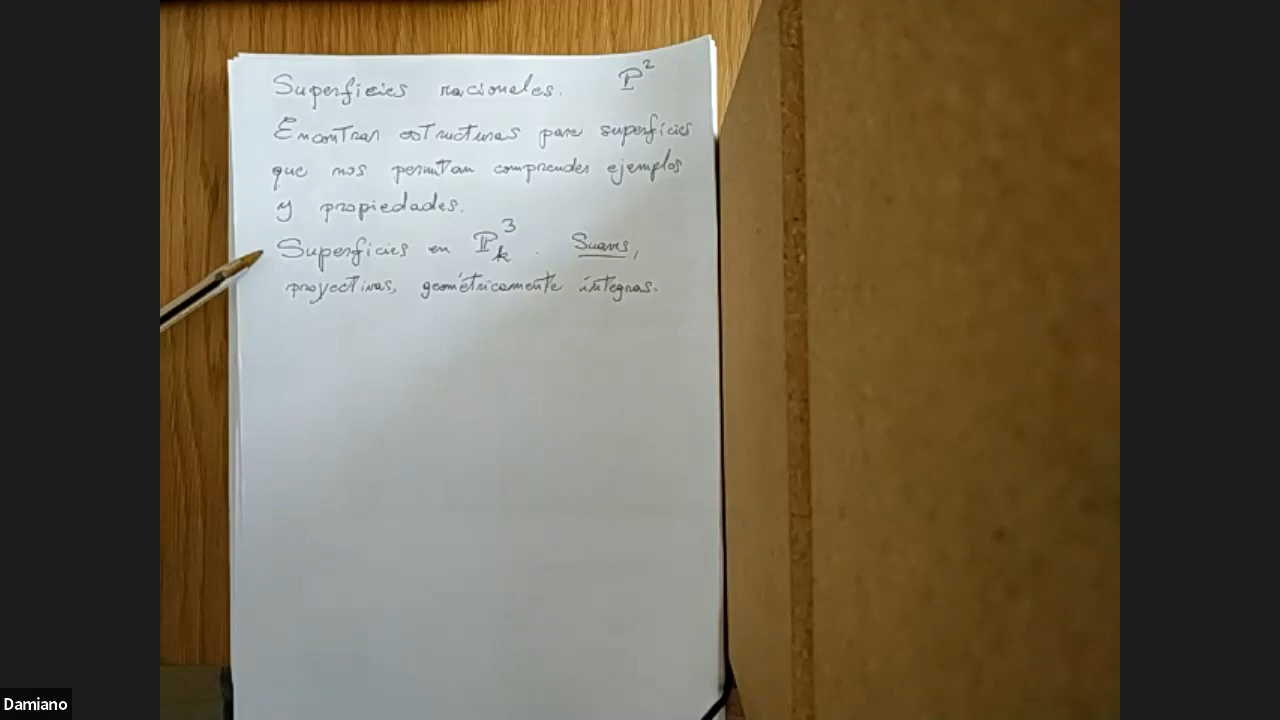 Superficies racionales. ℙ²
Encontrar estructuras para superficies
que nos permitan comprender ejemplos
y propiedades.
Superficies en ℙ³ₖ. Suaves,
proyectivas, geométricamente íntegras.
Damiano